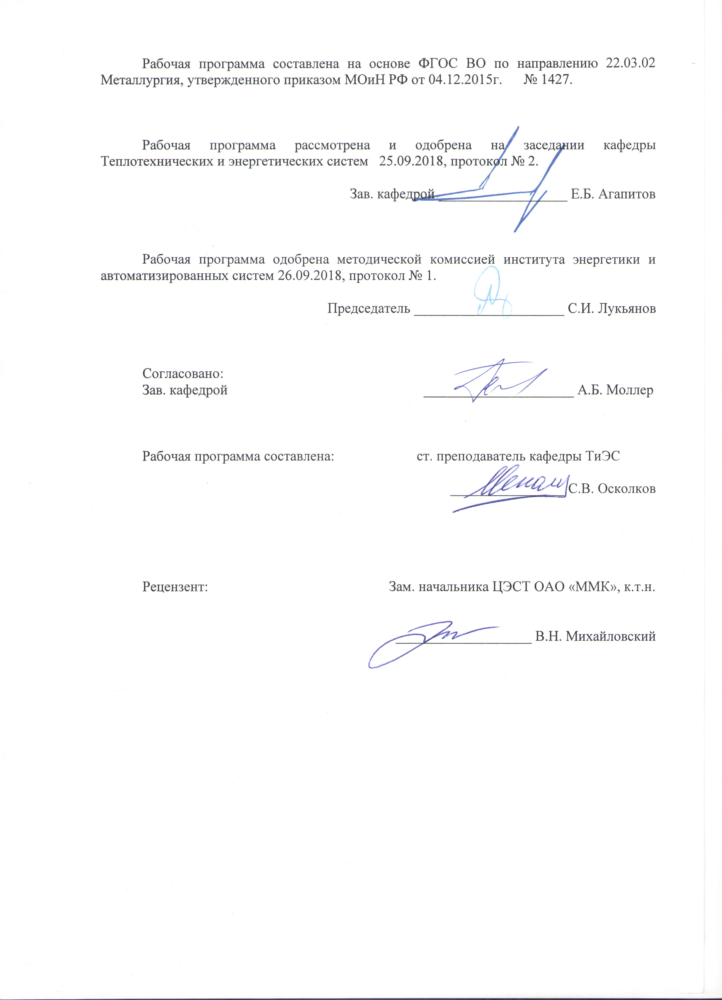 Рабочая программа составлена на основе ФГОС ВО по направлению 22.03.02
Металлургия, утвержденного приказом МОиН РФ от 04.12.2015г. № 1427.
Рабочая программа рассмотрена и одобрена на заседании кафедры
Теплотехнических и энергетических систем 25.09.2018, протокол № 2.
Зав. кафедрой __________________ Е.Б. Агапитов
Рабочая программа одобрена методической комиссией института энергетики и
автоматизированных систем 26.09.2018, протокол № 1.
Председатель _____________________ С.И. Лукьянов
Согласовано:
Зав. кафедрой _____________________ А.Б. Моллер
Рабочая программа составлена: ст. преподаватель кафедры ТиЭС
________________ С.В. Осколков
Рецензент: Зам. начальника ЦЭСТ ОАО «ММК», к.т.н.
___________________ В.Н. Михайловский